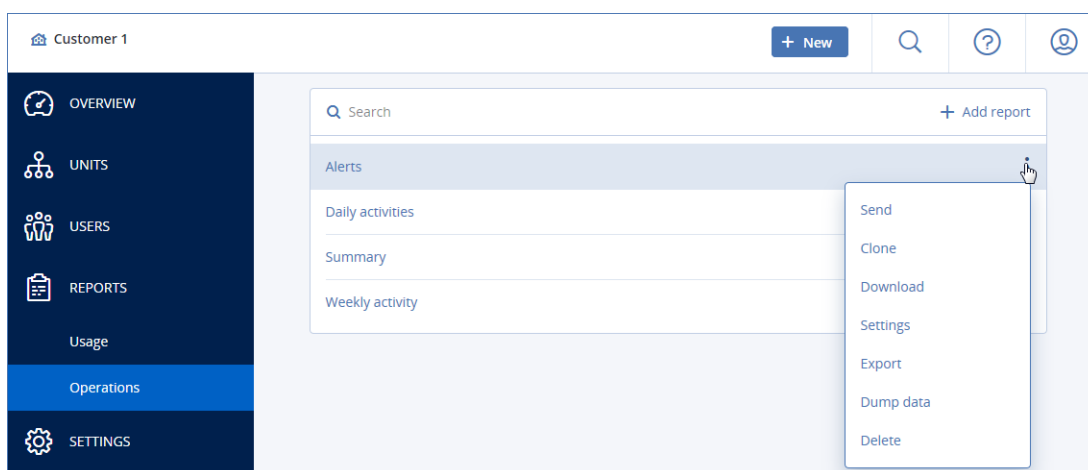 Customer 1
+ New
OVERVIEW
UNITS
USERS
REPORTS
Usage
Operations
SETTINGS
Search
+ Add report
Alerts
Daily activities
Summary
Weekly activity
Send
Clone
Download
Settings
Export
Dump data
Delete